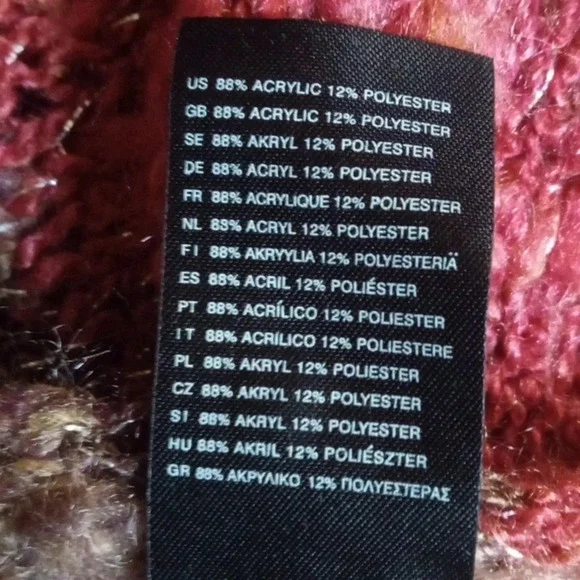 US 88% ACRYLIC 12% POLYESTER
GB 88% ACRYLIC 12% POLYESTER
SE 88% AKRYL 12% POLYESTER
DE 88% ACRYL 12% POLYESTER
FR 88% ACRYLIQUE 12% POLYESTER
NL 88% ACRYL 12% POLYESTER
FI 88% AKRYYLIA 12% POLYESTERIÄ
ES 88% ACRIL 12% POLIÉSTER
PT 88% ACRÍLICO 12% POLIESTER
IT 88% ACRILICO 12% POLIESTERE
PL 88% AKRYL 12% POLIESTER
CZ 88% AKRYL 12% POLYESTER
SI 88% AKRYL 12% POLYESTER
HU 88% AKRIL 12% POLIÉSZTER
GR 88% ΑΚΡΥΛΙΚΟ 12% ΠΟΛΥΕΣΤΕΡΑΣ